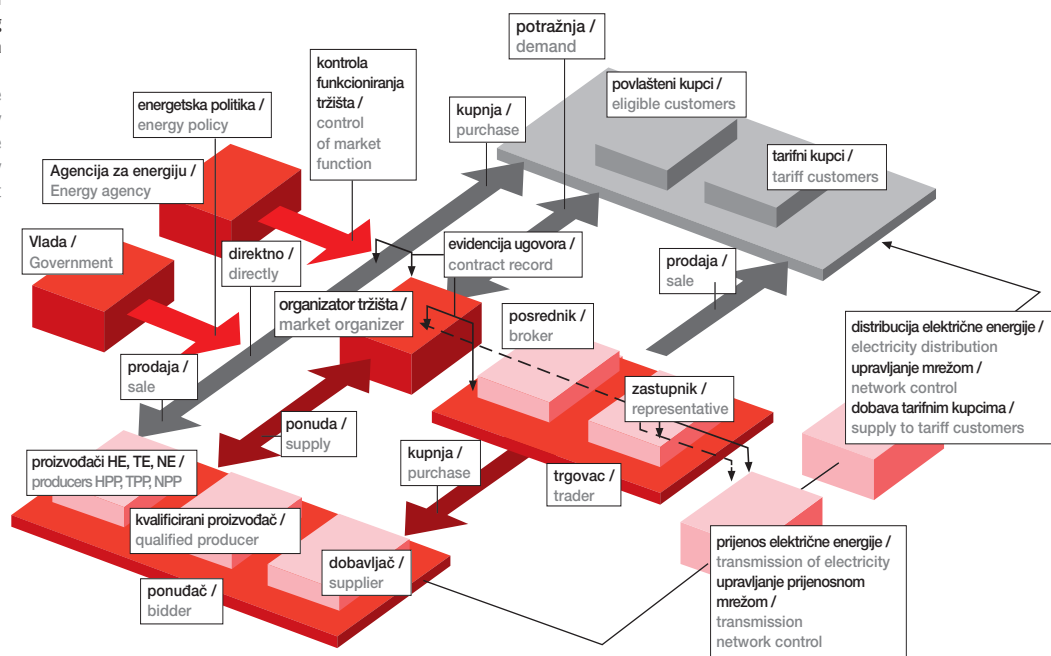 g
potražnja /
demand
kontrola
funkcioniranja
tržišta /
control
of market
function
povlašteni kupci /
eligible customers
energetska politika /
energy policy
kupnja /
purchase
tarifni kupci /
tariff customers
Agencija za energiju /
Energy agency
Vlada /
Government
direktno /
directly
evidencija ugovora /
contract record
prodaja /
sale
organizator tržišta /
market organizer
posrednik /
broker
distribucija električne energije /
electricity distribution
upravljanje mrežom /
network control
dobava tarifnim kupcima /
supply to tariff customers
prodaja /
sale
zastupnik /
representative
ponuda /
supply
kupnja /
purchase
trgovac /
trader
proizvođači HE, TE, NE /
producers HPP, TPP, NPP
kvalificirani proizvođač /
qualified producer
dobavljač /
supplier
ponuđač /
bidder
prijenos električne energije /
transmission of electricity
upravljanje prijenosnom
mrežom /
transmission
network control